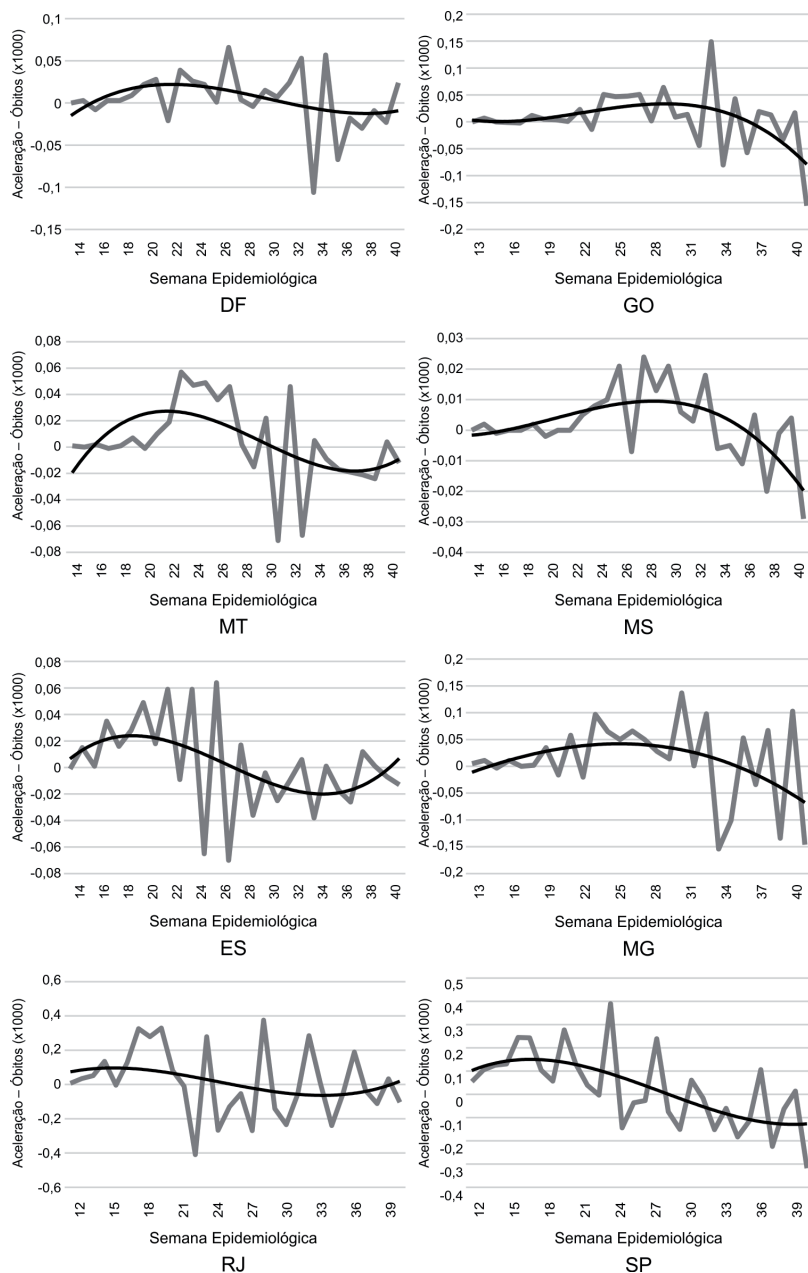 Aceleração – Óbitos (x1000)
0,1
0,05
0
-0,05
-0,1
-0,15
14 16 18 20 22 24 26 28 30 32 34 36 38 40
Semana Epidemiológica
DF
Aceleração – Óbitos (x1000)
0,2
0,15
0,1
0,05
0
-0,05
-0,1
-0,15
-0,2
13 16 19 22 25 28 31 34 37 40
Semana Epidemiológica
GO
Aceleração – Óbitos (x1000)
0,08
0,06
0,04
0,02
0
-0,02
-0,04
-0,06
-0,08
14 16 18 20 22 24 26 28 30 32 34 36 38 40
Semana Epidemiológica
MT
Aceleração – Óbitos (x1000)
0,03
0,02
0,01
0
-0,01
-0,02
-0,03
-0,04
14 16 18 20 22 24 26 28 30 32 34 36 38 40
Semana Epidemiológica
MS
Aceleração – Óbitos (x1000)
0,08
0,06
0,04
0,02
0
-0,02
-0,04
-0,06
-0,08
14 16 18 20 22 24 26 28 30 32 34 36 38 40
Semana Epidemiológica
ES
Aceleração – Óbitos (x1000)
0,2
0,15
0,1
0,05
0
-0,05
-0,1
-0,15
-0,2
13 16 19 22 25 28 31 34 37 40
Semana Epidemiológica
MG
Aceleração – Óbitos (x1000)
0,6
0,4
0,2
0
-0,2
-0,4
-0,6
12 15 18 21 24 27 30 33 36 39
Semana Epidemiológica
RJ
Aceleração – Óbitos (x1000)
0,5
0,4
0,3
0,2
0,1
0
-0,1
-0,2
-0,3
-0,4
12 15 18 21 24 27 30 33 36 39
Semana Epidemiológica
SP